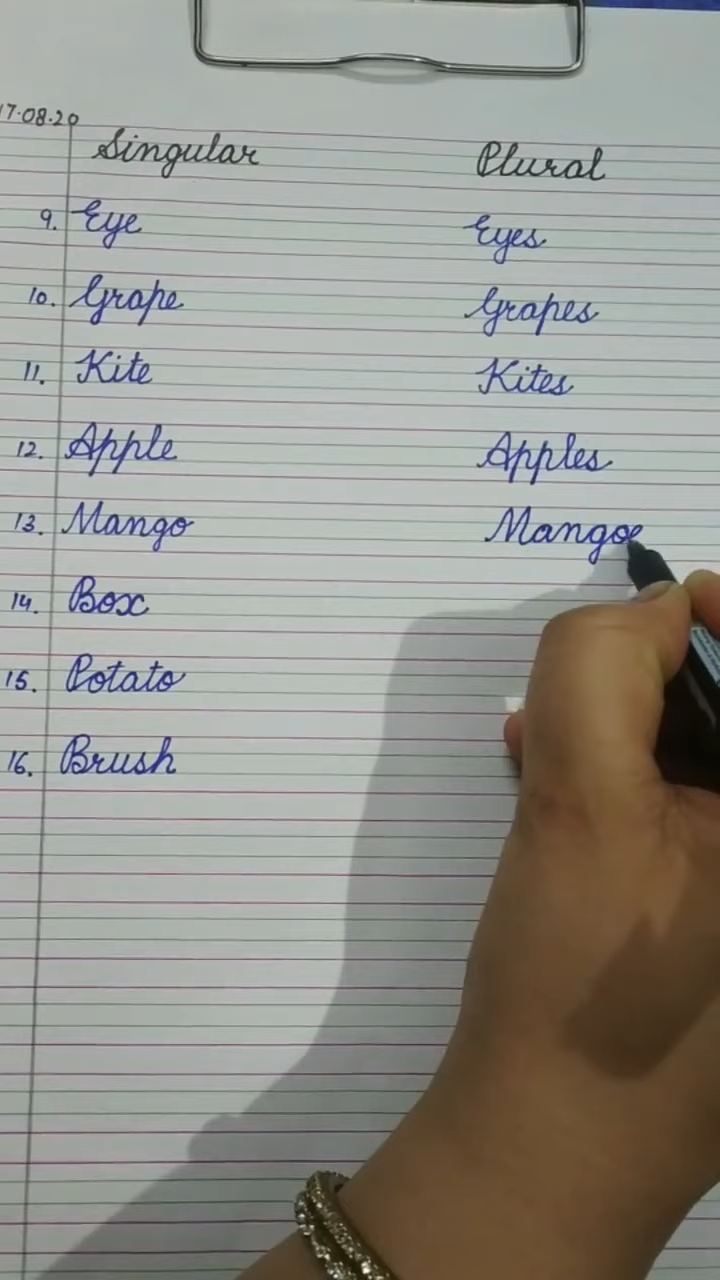 17.08.20
Singular Plural
9. Eye Eyes
10. Grape Grapes
11. Kite Kites
12. Apple Apples
13. Mango Mangoe
14. Box
15. Potato
16. Brush